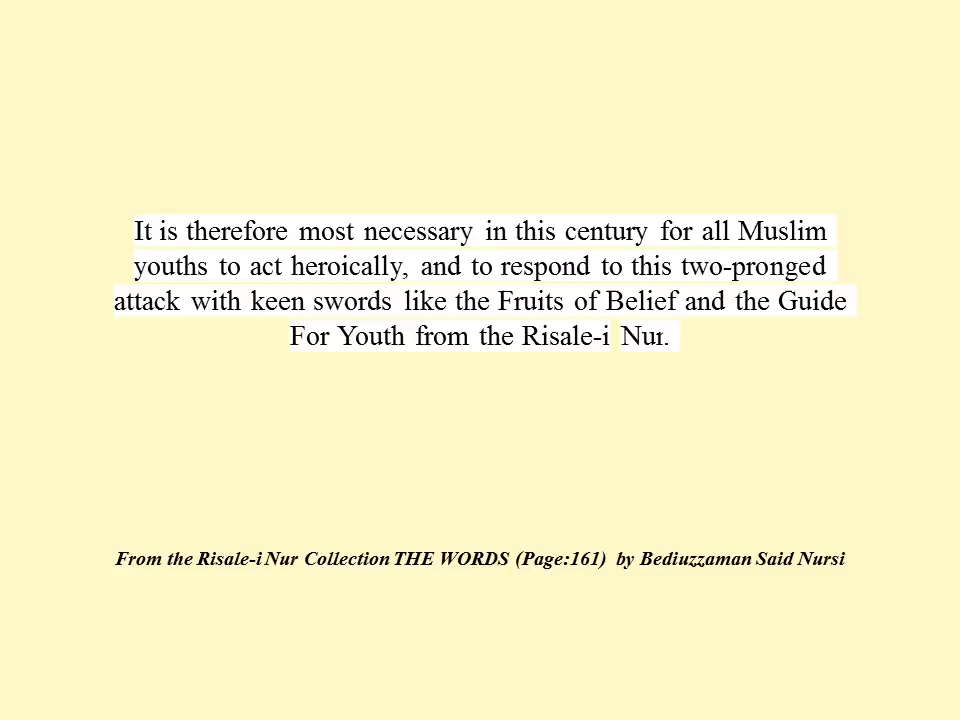 It is therefore most necessary in this century for all Muslim
youths to act heroically, and to respond to this two-pronged
attack with keen swords like the Fruits of Belief and the Guide
For Youth from the Risale-i Nur.
From the Risale-i Nur Collection THE WORDS (Page:161) by Bediuzzaman Said Nursi